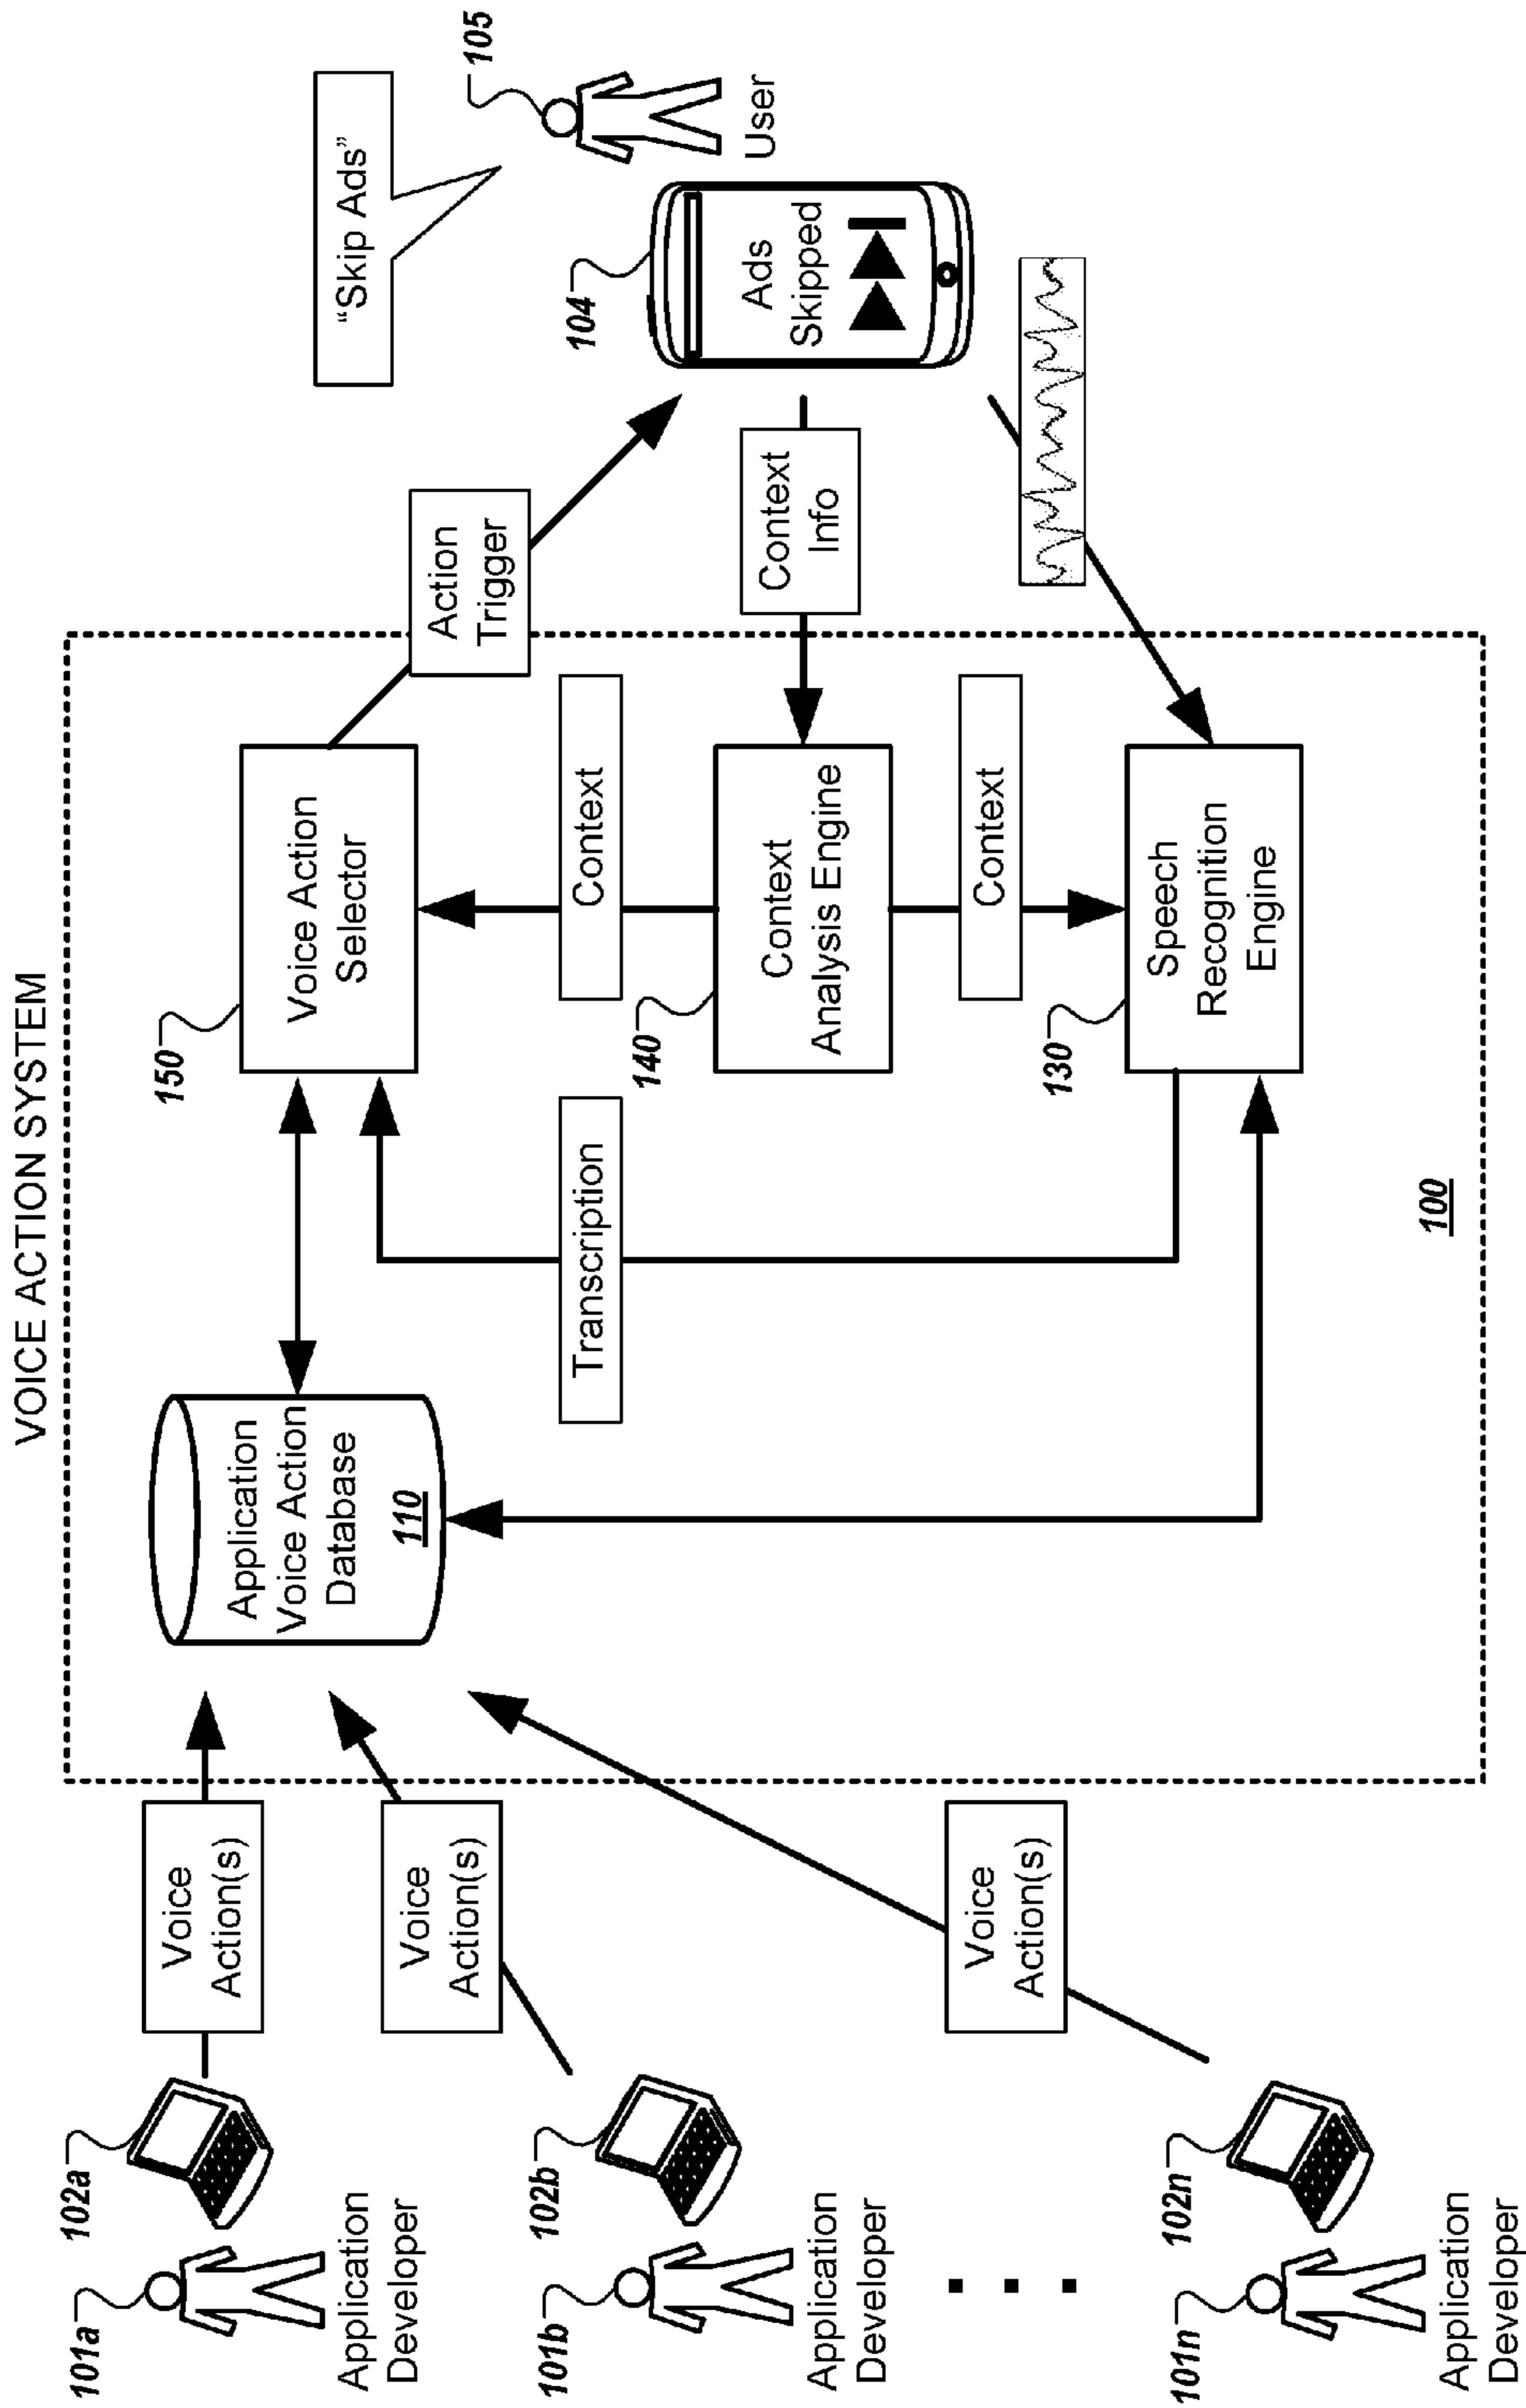 VOICE ACTION SYSTEM
101a
102a
Application
Developer
Voice
Action(s)
101b
102b
Application
Developer
Voice
Action(s)
101n
102n
Application
Developer
Voice
Action(s)
Application
Voice Action
Database
110
Transcription
150
Voice Action
Selector
Context
140
Context
Analysis Engine
Context
130
Speech
Recognition
Engine
100
Action
Trigger
Context
Info
"Skip Ads"
104
Ads
Skipped
105
User